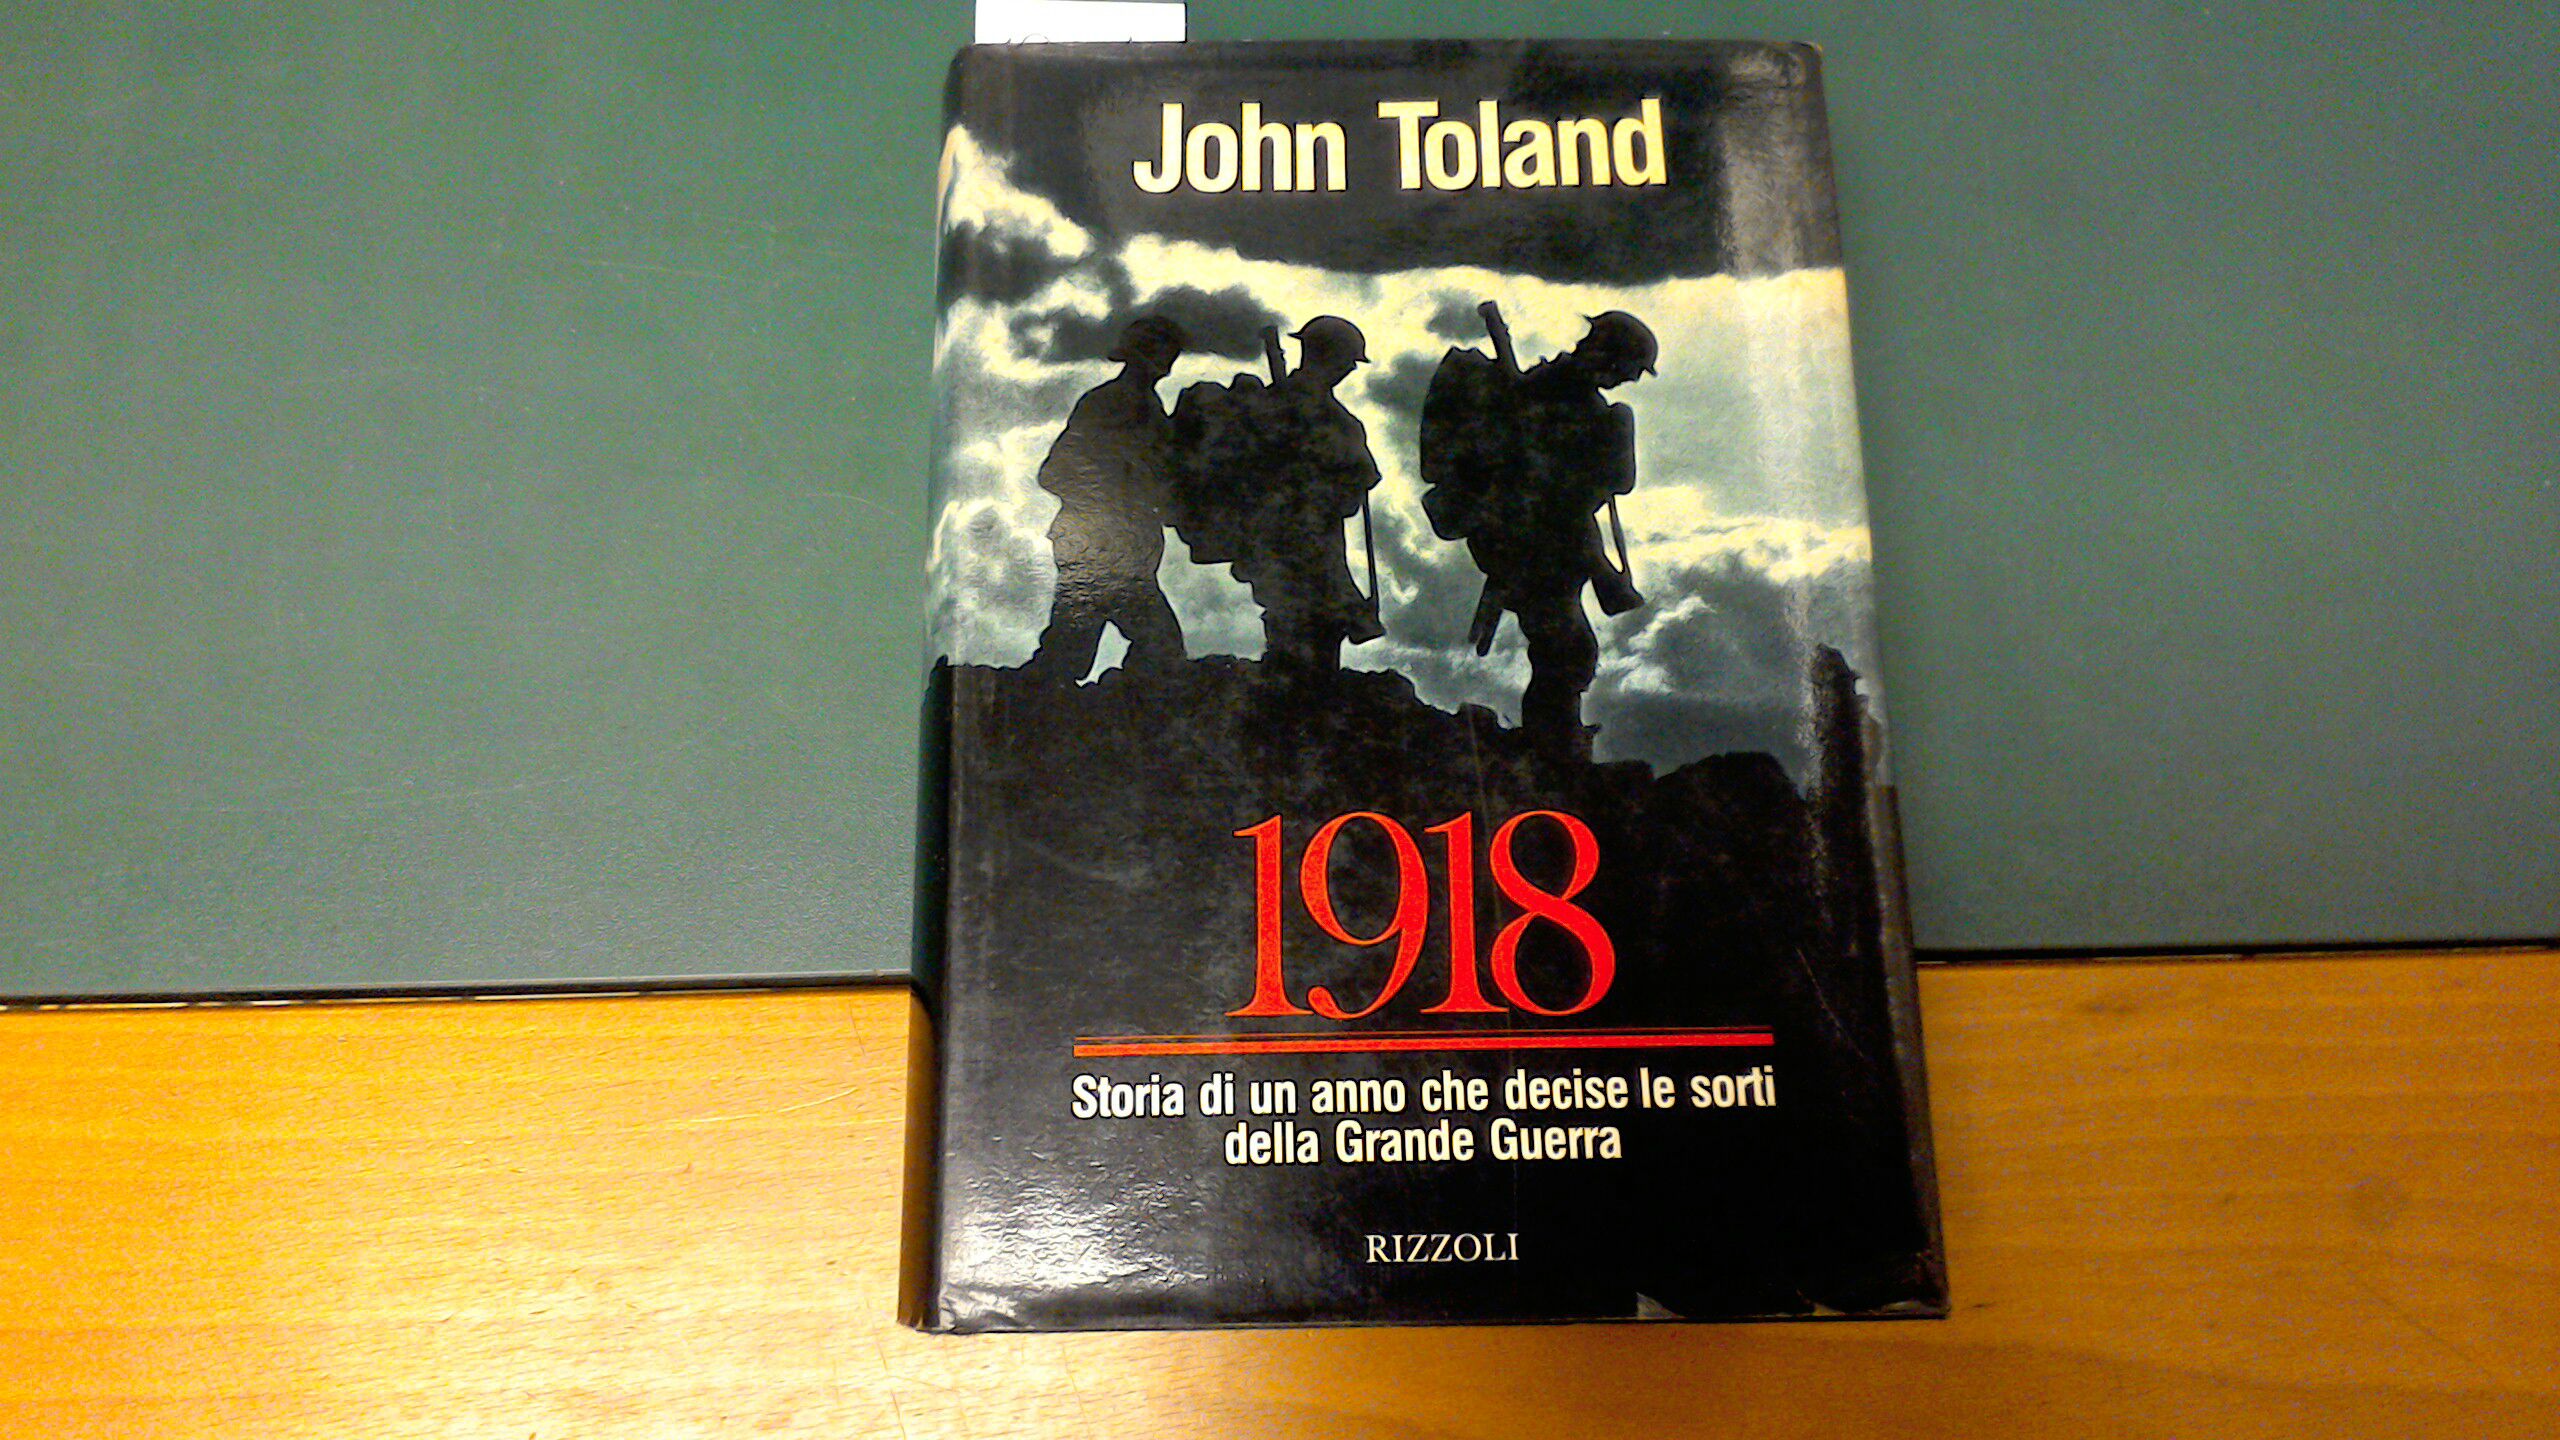 John Toland
1918
Storia di un anno che decise le sorti
della Grande Guerra
RIZZOLI